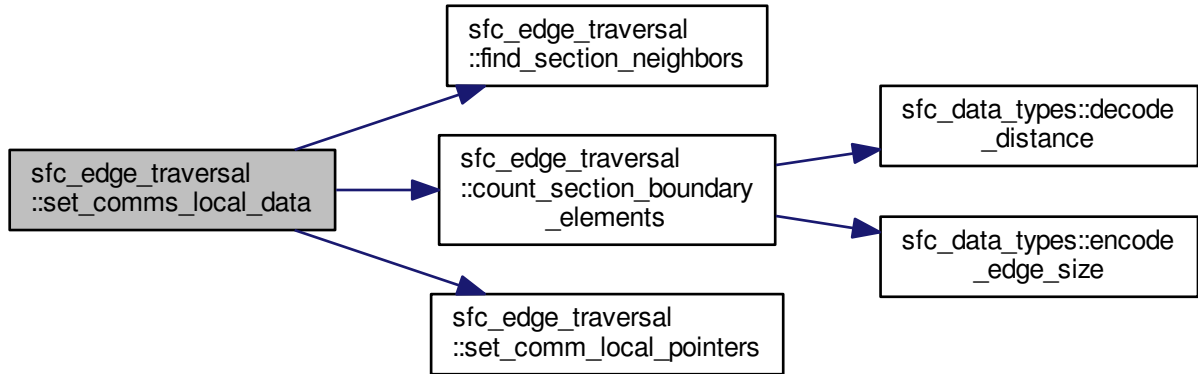 sfc_edge_traversal
::set_comms_local_data
sfc_edge_traversal
::find_section_neighbors
sfc_edge_traversal
::count_section_boundary
_elements
sfc_edge_traversal
::set_comm_local_pointers
sfc_data_types::decode
_distance
sfc_data_types::encode
_edge_size